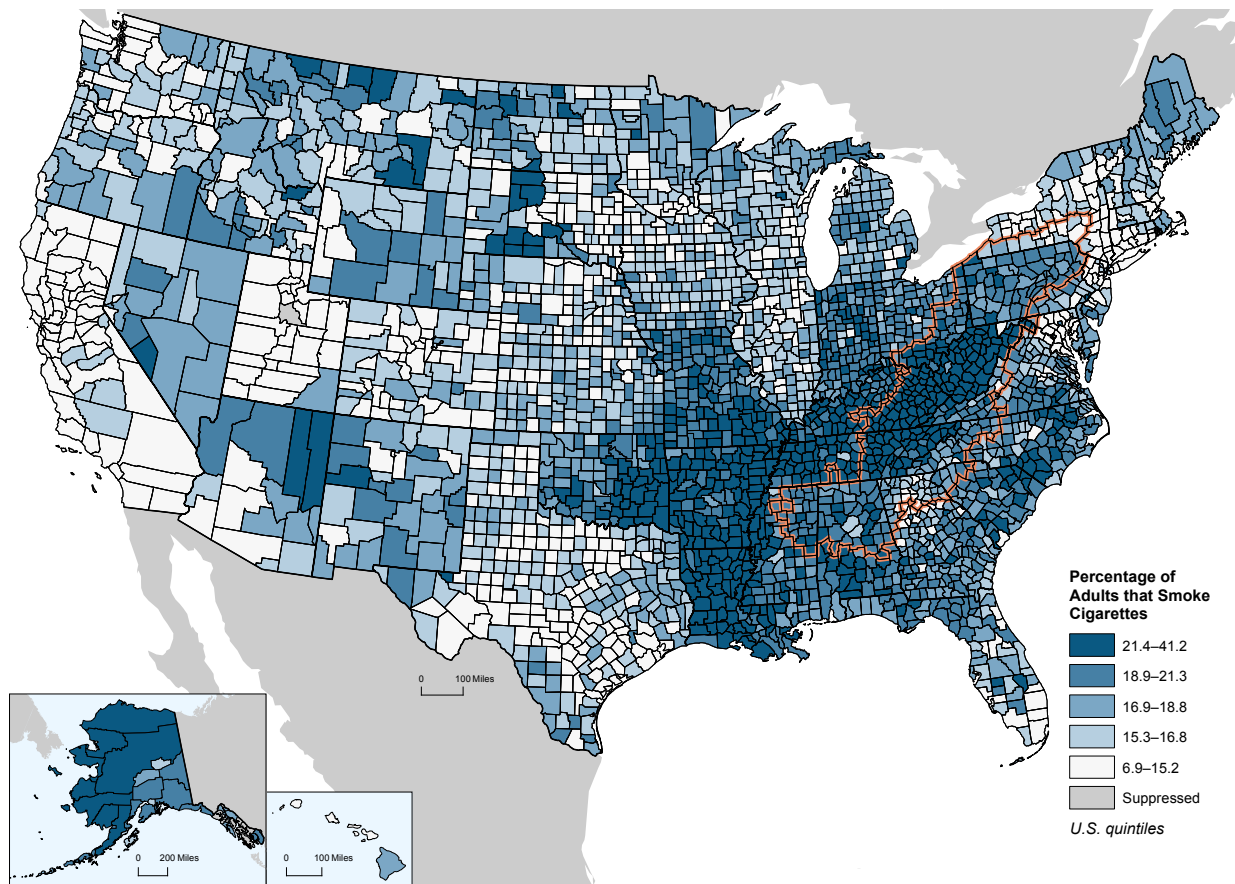 Percentage of
Adults that Smoke
Cigarettes
21.4–41.2
18.9–21.3
16.9–18.8
15.3–16.8
6.9–15.2
Suppressed
U.S. quintiles
0 100 Miles
0 200 Miles
0 100 Miles